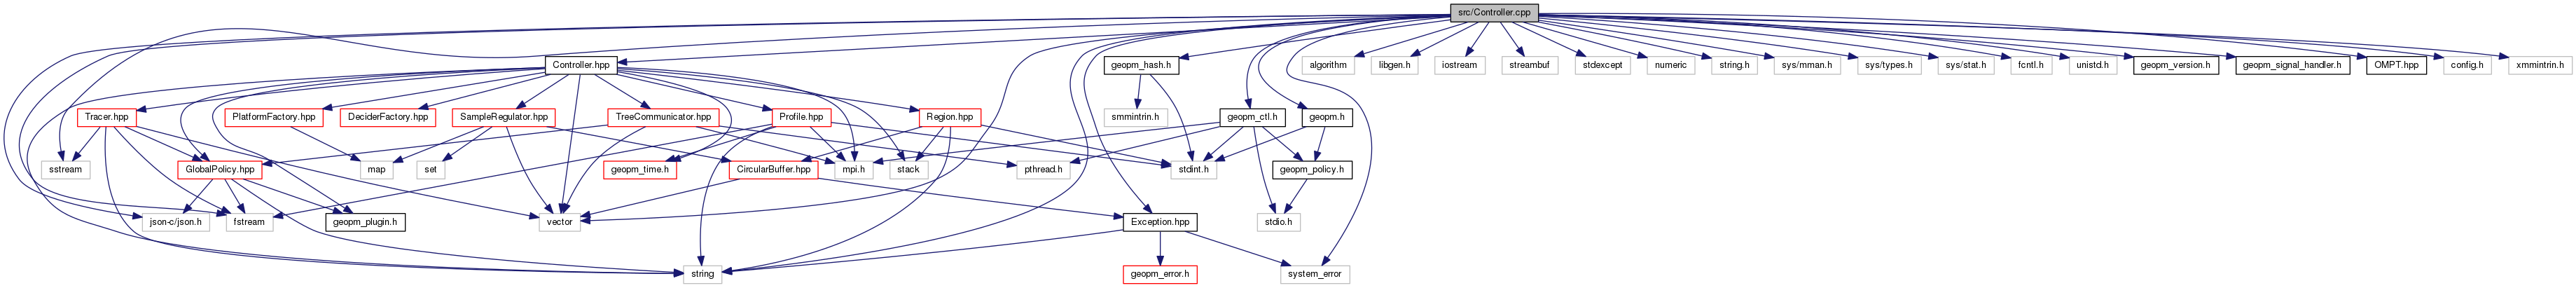 src/Controller.cpp
Controller.hpp
geopm_hash.h
algorithm
libgen.h
iostream
streambuf
stdexcept
numeric
string.h
sys/mman.h
sys/types.h
sys/stat.h
fcntl.h
unistd.h
geopm_version.h
geopm_signal_handler.h
OMPT.hpp
config.h
xmmintrin.h
Tracer.hpp
PlatformFactory.hpp
DeciderFactory.hpp
SampleRegulator.hpp
TreeCommunicator.hpp
Profile.hpp
Region.hpp
smmintrin.h
geopm_ctl.h
geopm.h
sstream
GlobalPolicy.hpp
map
set
geopm_time.h
CircularBuffer.hpp
mpi.h
stack
pthread.h
stdint.h
geopm_policy.h
json-c/json.h
fstream
geopm_plugin.h
vector
Exception.hpp
stdio.h
string
geopm_error.h
system_error